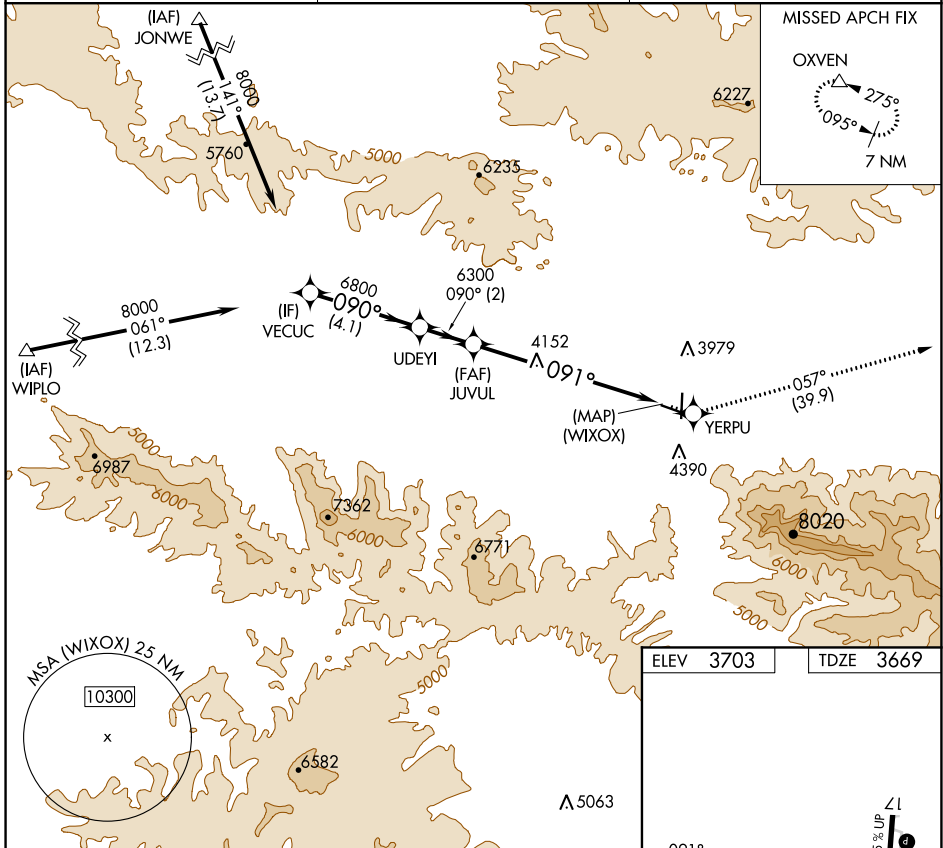 (IAF)
JONWE
8000
141°
(13.7)
5760
5000
6235
6227
MISSED APCH FIX
OXVEN
275°
095°
7 NM
8000
061°
(12.3)
(IAF)
WIPLO
(IF)
VECUC
6800
090°
(4.1)
UDEYI
6300
090° (2)
(FAF)
JUVUL
4152
091°
3979
(MAP)
(WIXOX)
YERPU
057°
(39.9)
4390
5000
6987
6000
7362
6000
6771
8020
6000
5000
MSA (WIXOX) 25 NM
10300
x
5000
6582
5063
ELEV 3703
TDZE 3669
17
% UP
P